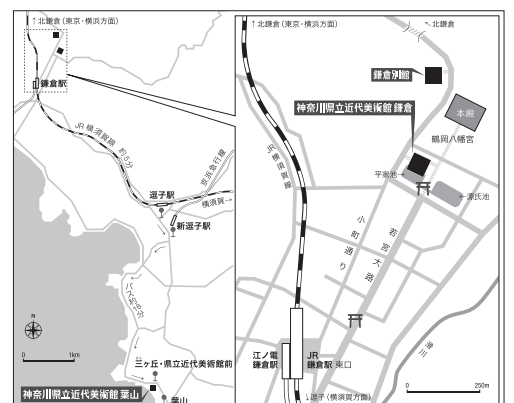 ↑北鎌倉(東京・横浜方面)
鎌倉駅
JR横須賀線 約5分
京浜急行線
横須賀→
逗子駅
新逗子駅
N
0 1km
三ヶ丘・県立近代美術館前
神奈川県立近代美術館 葉山
葉山
↑北鎌倉(東京・横浜方面)
↖北鎌倉
鎌倉別館
神奈川県立近代美術館 鎌倉
本殿
鶴岡八幡宮
平家池→
←源氏池
JR横須賀線
小町通り
若宮大路
滑川
江ノ電
鎌倉駅
JR
鎌倉駅 東口
↓逗子(横須賀方面)
0 250m